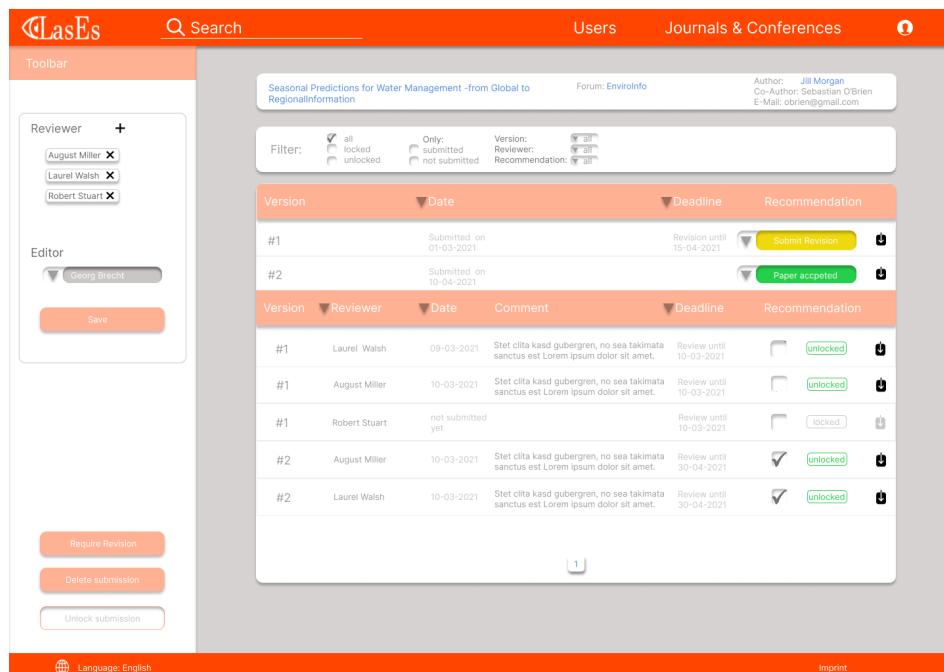 LasEs
Search
Users
Journals & Conferences
Toolbar
Reviewer
+
August Miller X
Laurel Walsh X
Robert Stuart X
Editor
Georg Brecht
Save
Require Revision
Delete submission
Unlock submission
Seasonal Predictions for Water Management -from Global to
RegionalInformation
Forum: EnviroInfo
Author: Jill Morgan
Co-Author: Sebastian O'Brien
E-Mail: obrien@gmail.com
Filter:
all
locked
unlocked
Only:
submitted
not submitted
Version: all
Reviewer: all
Recommendation: all
Version Date Deadline Recommendation
#1 Submitted on 01-03-2021 Revision until 15-04-2021 Submit Revision
#2 Submitted on 10-04-2021 Paper accpeted
Version Reviewer Date Comment Deadline Recommendation
#1 Laurel Walsh 09-03-2021 Stet clita kasd gubergren, no sea takimata sanctus est Lorem ipsum dolor sit amet. Review until 10-03-2021 unlocked
#1 August Miller 10-03-2021 Stet clita kasd gubergren, no sea takimata sanctus est Lorem ipsum dolor sit amet. Review until 10-03-2021 unlocked
#1 Robert Stuart not submitted yet Review until 10-03-2021 locked
#2 August Miller 10-03-2021 Stet clita kasd gubergren, no sea takimata sanctus est Lorem ipsum dolor sit amet. Review until 30-04-2021 unlocked
#2 Laurel Walsh 10-03-2021 Stet clita kasd gubergren, no sea takimata sanctus est Lorem ipsum dolor sit amet. Review until 30-04-2021 unlocked
1
Language: English
Imprint